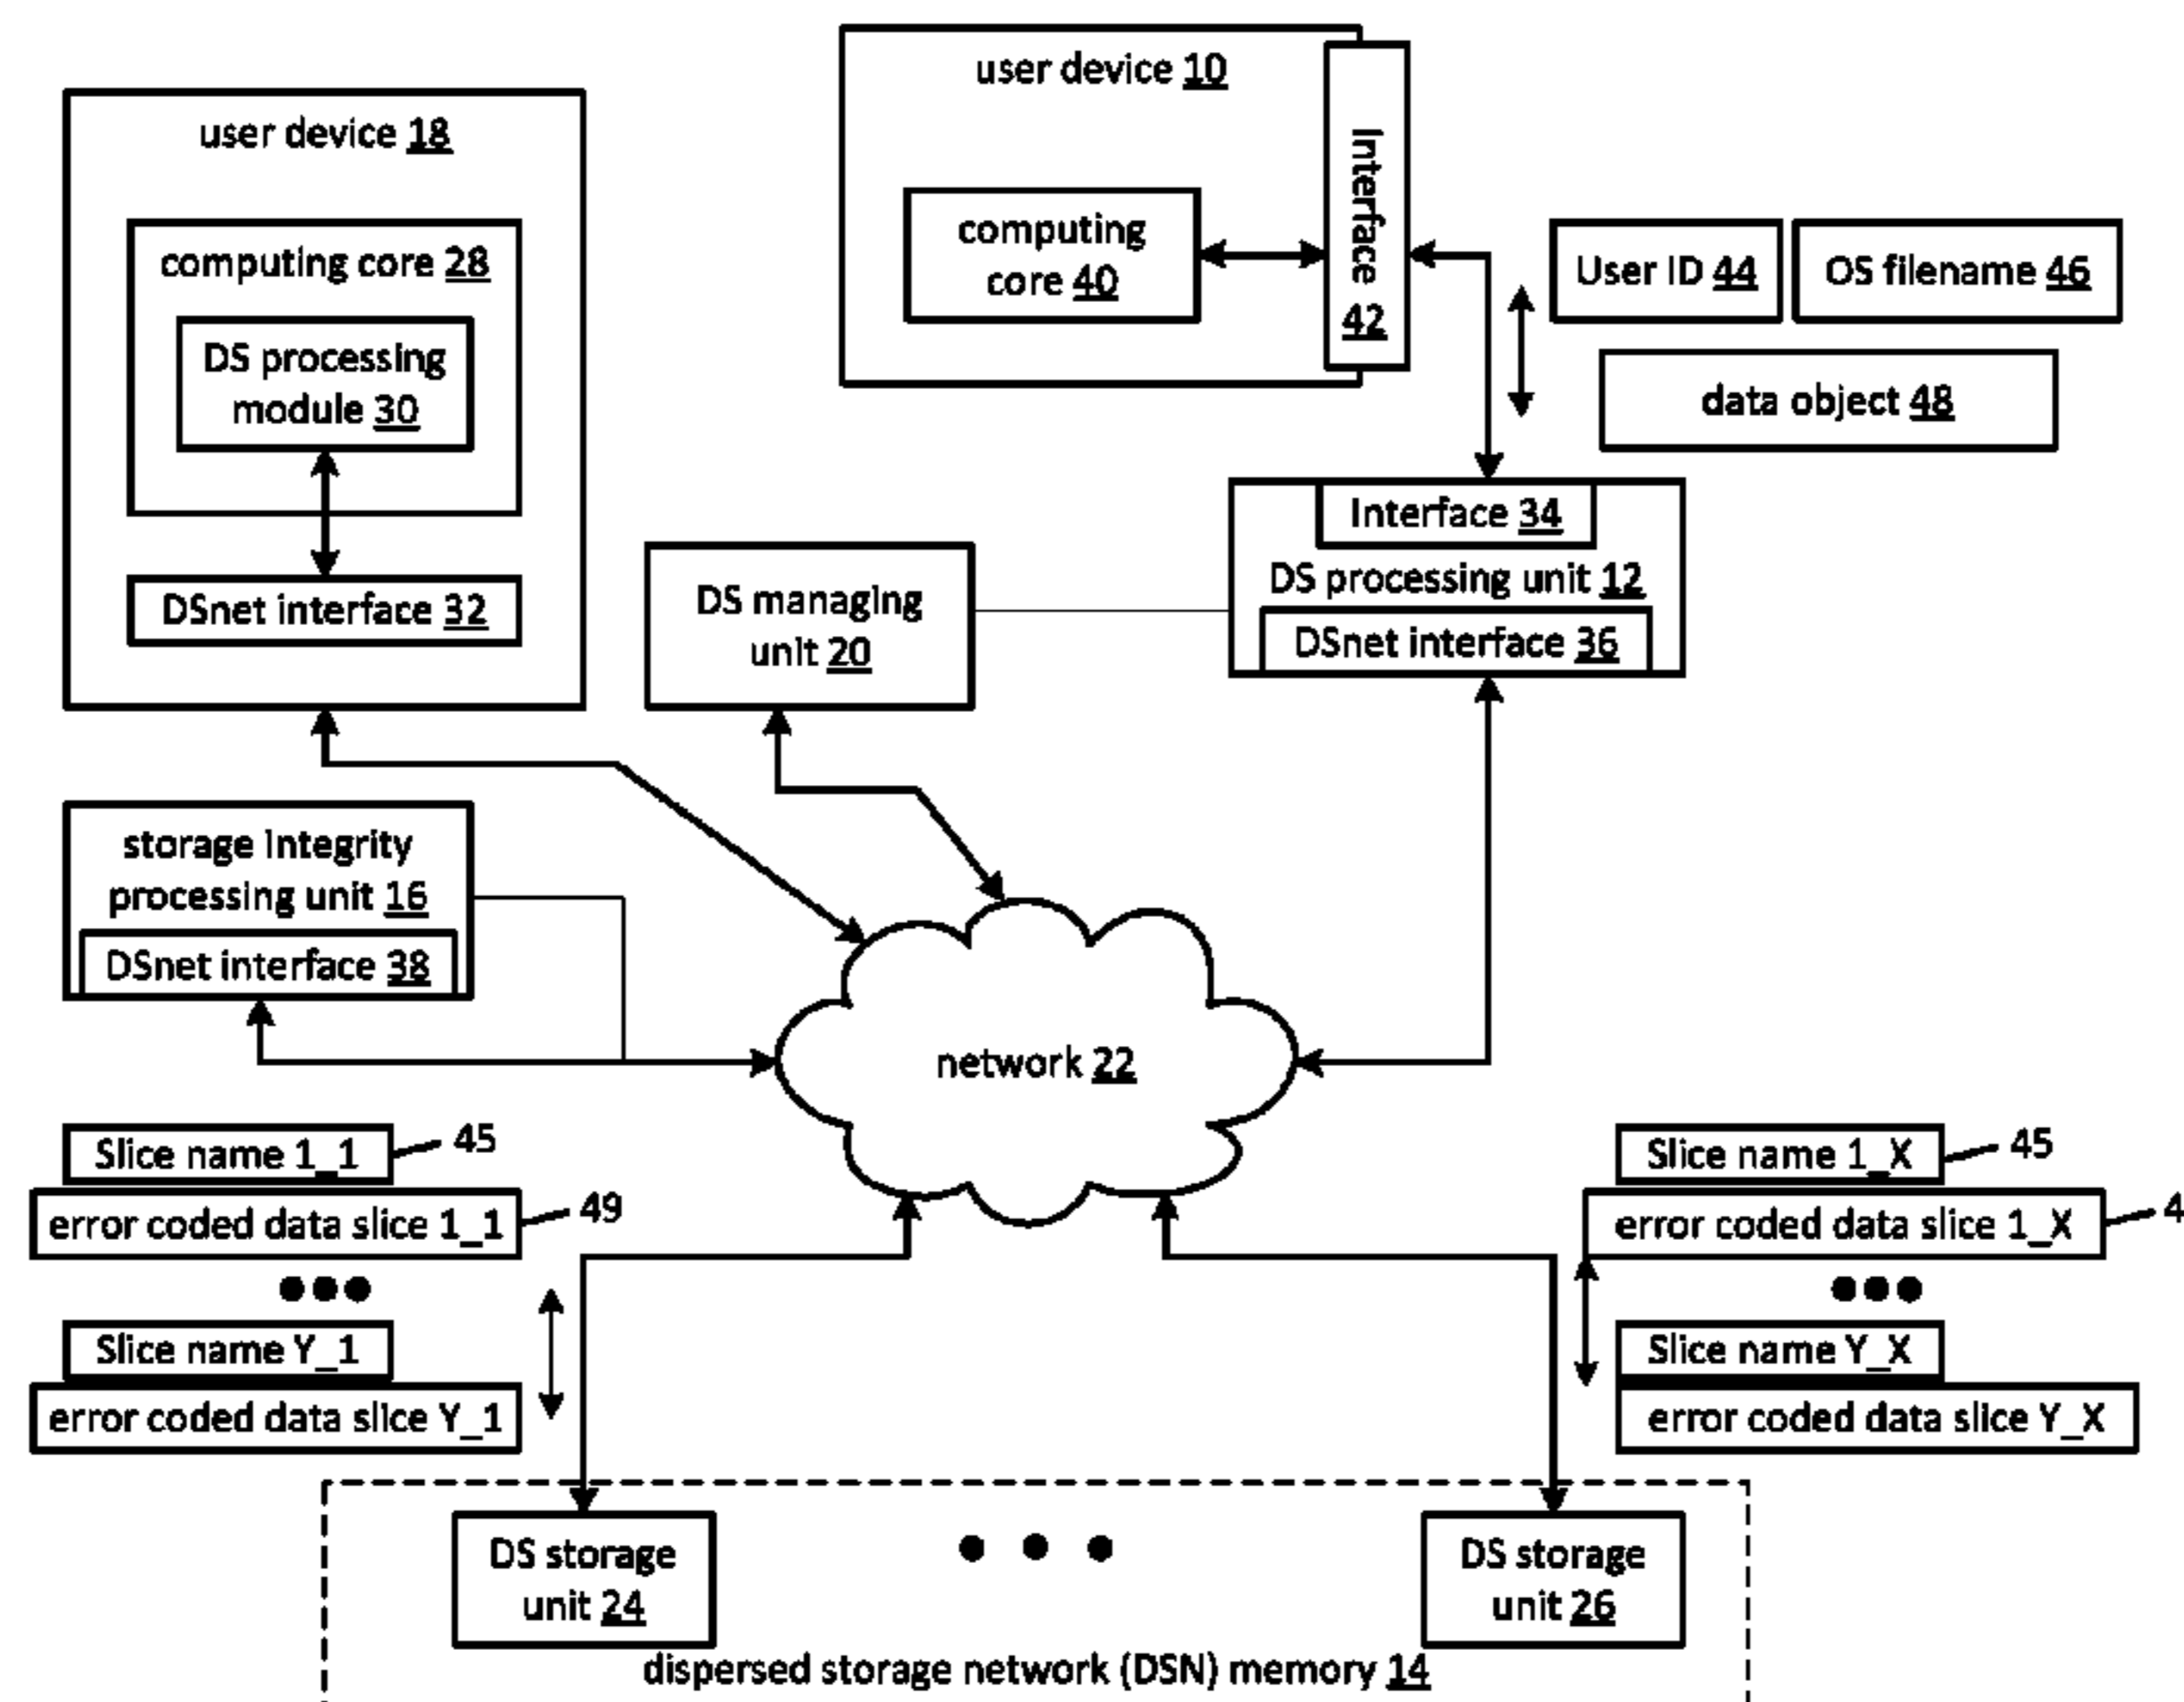 user device 10
user device 18
Interface 42
computing
core 40
computing core 28
DS processing
module 30
DSnet interface 32
User ID 44
OS filename 46
data object 48
Interface 34
DS processing unit 12
DSnet interface 36
DS managing
unit 20
storage integrity
processing unit 16
DSnet interface 38
network 22
Slice name 1_1
45
error coded data slice 1_1
49
Slice name Y_1
error coded data slice Y_1
Slice name 1_X
45
error coded data slice 1_X
4
Slice name Y_X
error coded data slice Y_X
DS storage
unit 24
DS storage
unit 26
dispersed storage network (DSN) memory 14